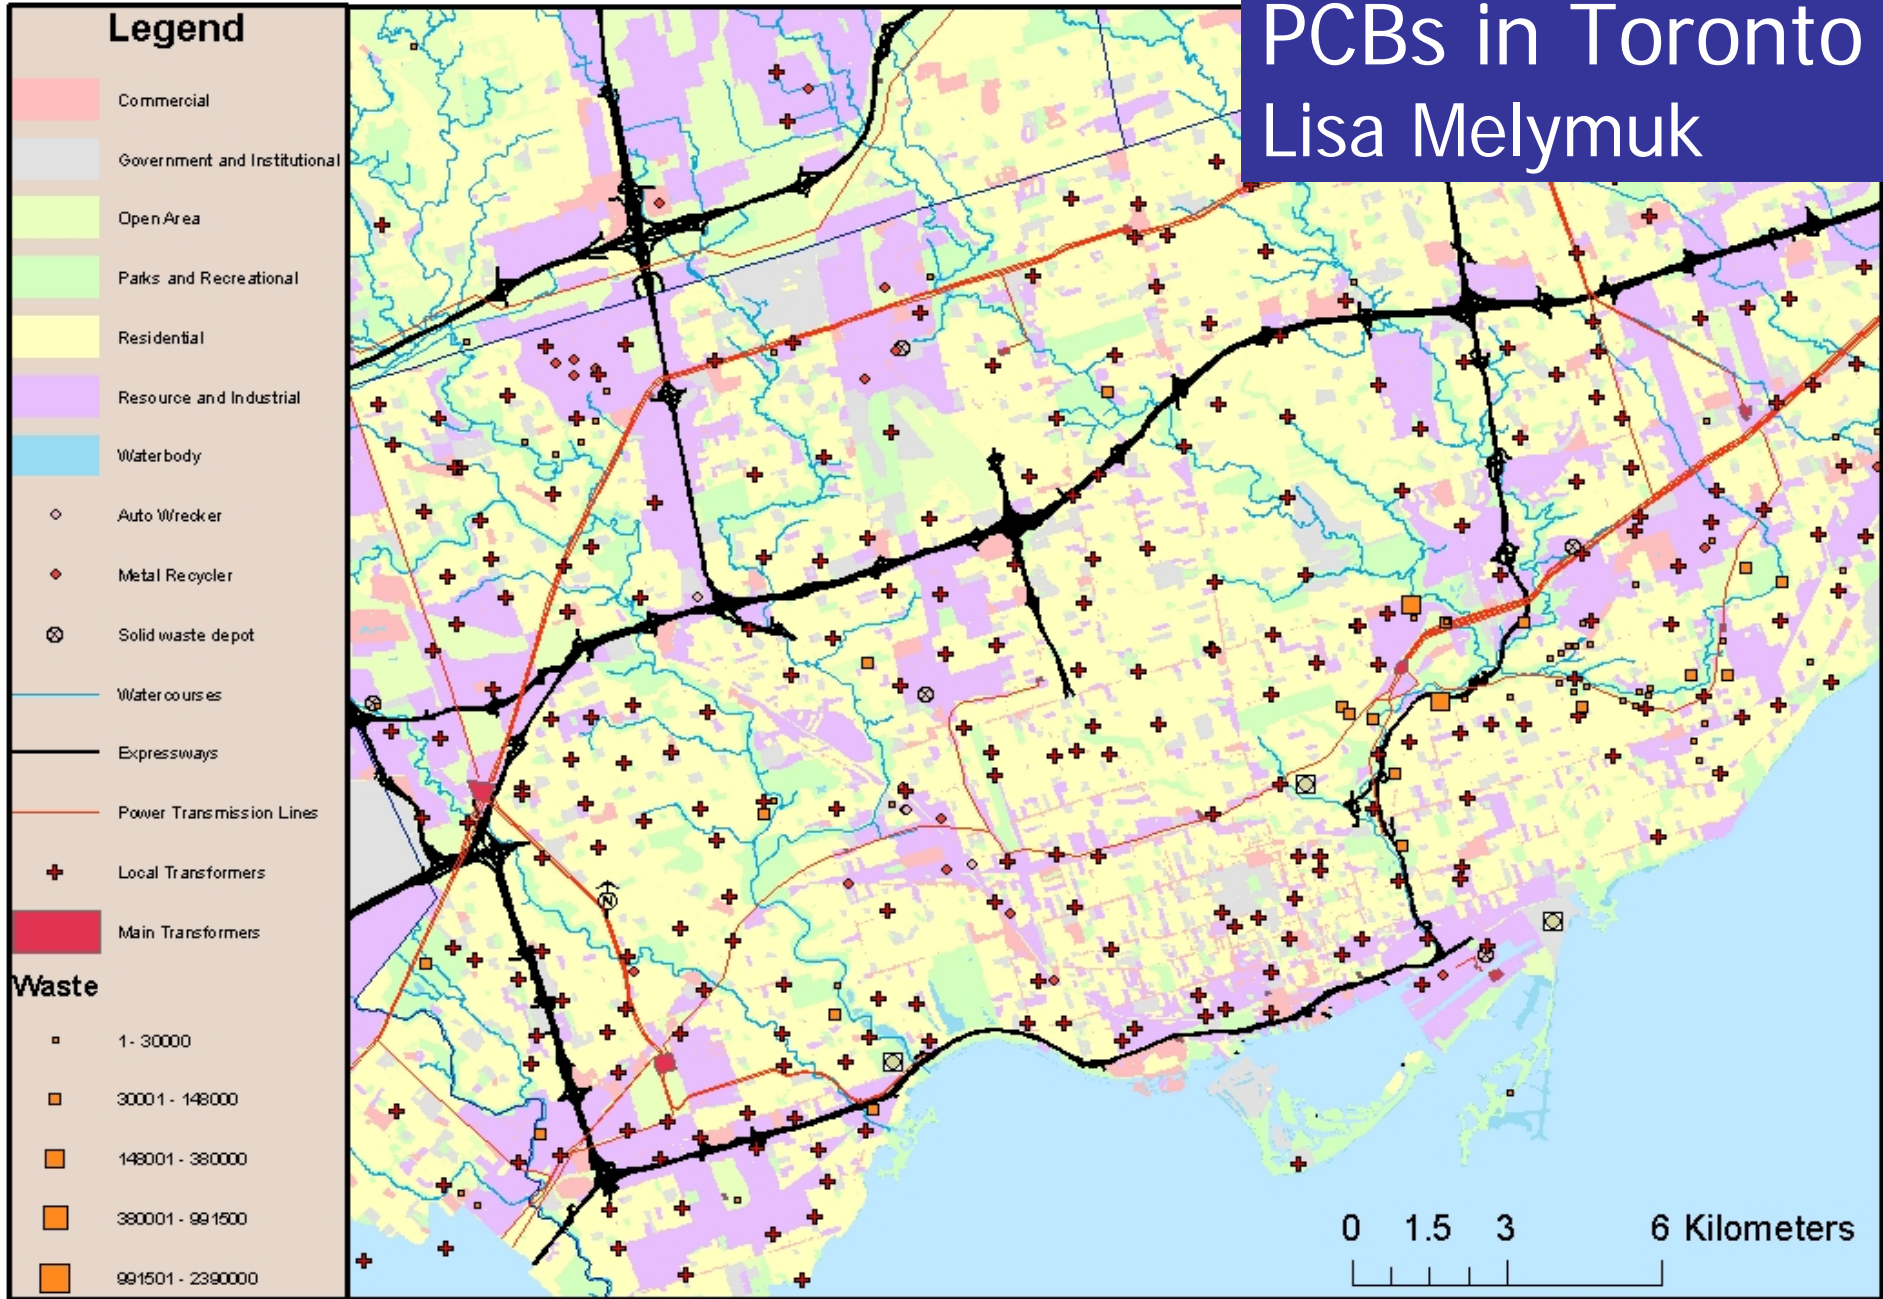 PCBs in Toronto
Lisa Melymuk
Legend
Commercial
Government and Institutional
Open Area
Parks and Recreational
Residential
Resource and Industrial
Waterbody
Auto Wrecker
Metal Recycler
Solid waste depot
Watercourses
Expressways
Power Transmission Lines
Local Transformers
Main Transformers
Waste
1 - 30000
30001 - 148000
148001 - 380000
380001 - 991500
991501 - 2390000
N
0 1.5 3 6 Kilometers